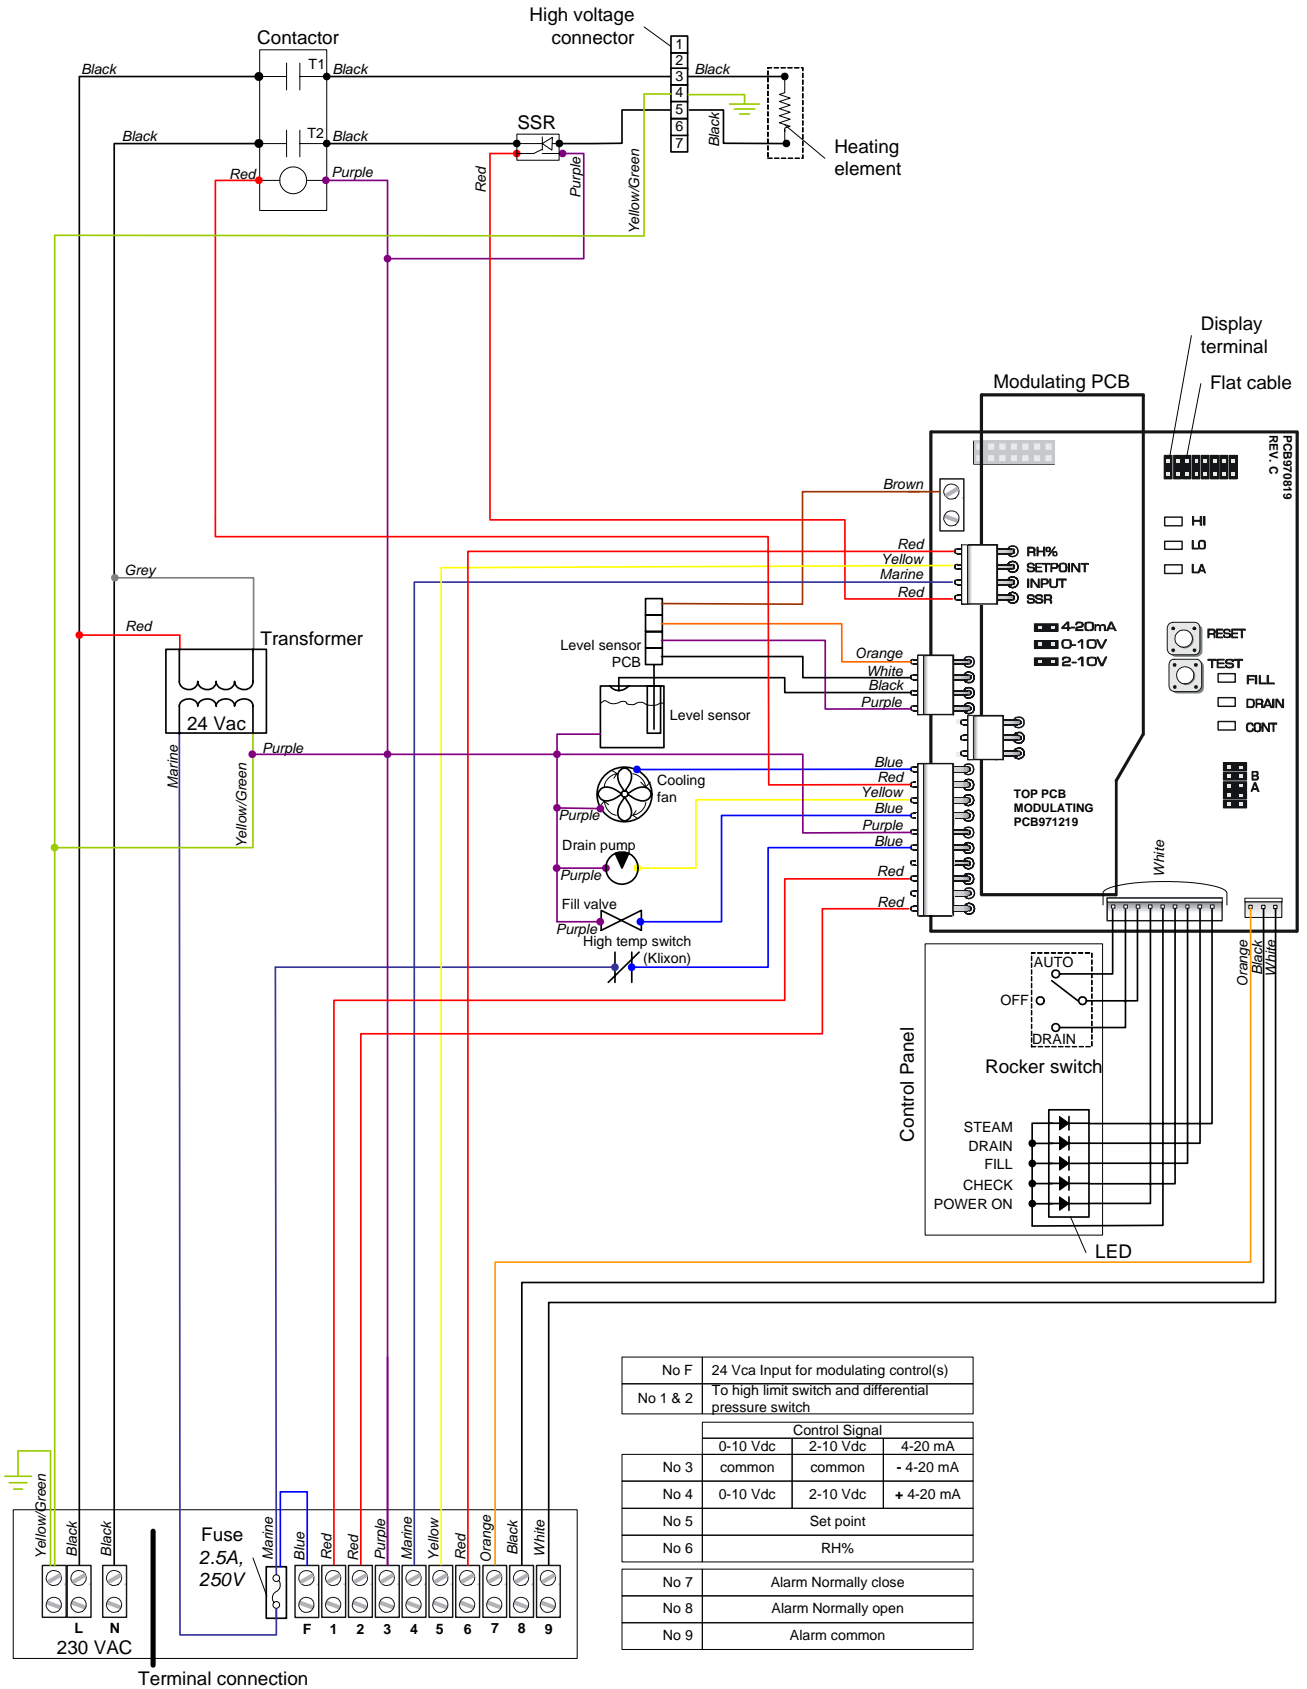 High voltage
connector
Contactor
1
2
3
4
5
6
7
T1
Black
Black
Black
T2
Black
Black
SSR
Black
Heating
element
Red
Purple
Red
Purple
Yellow/Green
Display
terminal
Flat cable
Modulating PCB
PCB970819
REV. C
Brown
HI
LO
LA
Red
Yellow
Marine
Red
RH%
SETPOINT
INPUT
SSR
4-20mA
0-10V
2-10V
RESET
TEST
FILL
DRAIN
CONT
B
A
Grey
Red
Transformer
24 Vac
Marine
Yellow/Green
Purple
Level sensor
PCB
Level sensor
Orange
White
Black
Purple
Cooling
fan
Purple
Drain pump
Purple
Fill valve
Purple
High temp switch
(Klixon)
Blue
Red
Yellow
Blue
Purple
Blue
Red
Red
TOP PCB
MODULATING
PCB971219
White
Orange
Black
White
Control Panel
AUTO
OFF
DRAIN
Rocker switch
STEAM
DRAIN
FILL
CHECK
POWER ON
LED
No F 24 Vca Input for modulating control(s)
No 1 & 2 To high limit switch and differential
pressure switch
Control Signal
0-10 Vdc 2-10 Vdc 4-20 mA
No 3 common common - 4-20 mA
No 4 0-10 Vdc 2-10 Vdc + 4-20 mA
No 5 Set point
No 6 RH%
No 7 Alarm Normally close
No 8 Alarm Normally open
No 9 Alarm common
Yellow/Green
Black
Black
Fuse
2.5A,
250V
Marine
Blue
Red
Red
Purple
Marine
Yellow
Red
Orange
Black
White
L N F 1 2 3 4 5 6 7 8 9
230 VAC
Terminal connection